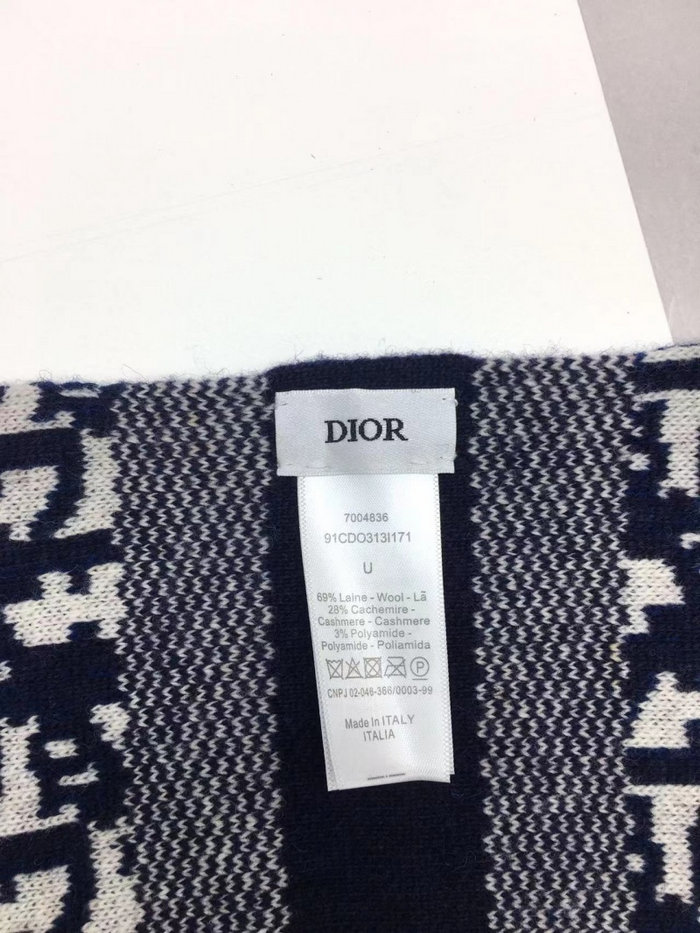 DIOR
7004836
91CDO313I171
U
69% Laine - Wool - Lã
28% Cachemire -
Cashmere - Cashmere
3% Polyamide -
Polyamide - Poliamida
P
CNPJ 02-046-366/0003-99
Made In ITALY
ITALIA